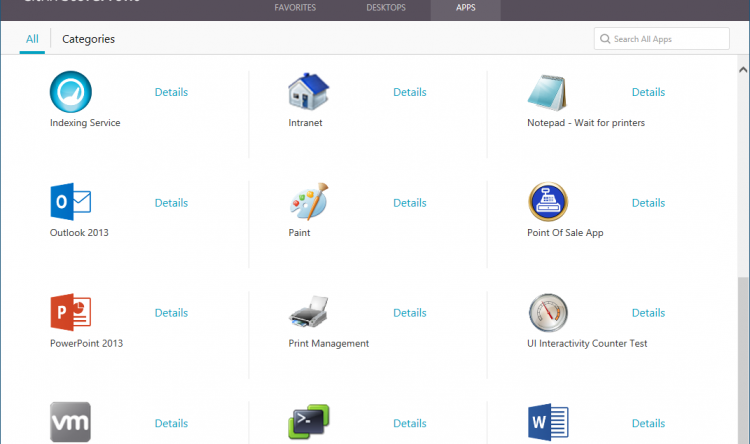 FAVORITES DESKTOPS APPS
All Categories Search All Apps
Details Details Details
Indexing Service Intranet Notepad - Wait for printers
O Details Details Details
Outlook 2013 Paint Point Of Sale App
P Details Details Details
PowerPoint 2013 Print Management UI Interactivity Counter Test
vm Details >_ Details W Details